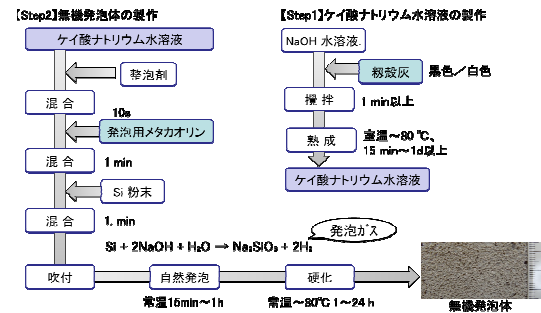 【Step2】無機発泡体の製作
ケイ酸ナトリウム水溶液
整泡剤
混合
10s
発泡用メタカオリン
混合
1 min
Si 粉末
混合
1. min
Si + 2NaOH + H₂O → Na₂SiO₃ + 2H₂
発泡ガス
吹付
自然発泡
硬化
常温15min～1h
常温～80℃ 1～24 h
無機発泡体
【Step1】ケイ酸ナトリウム水溶液の製作
NaOH 水溶液.
籾殻灰
黒色／白色
攪拌
1 min以上
熟成
室温～80 ℃、
15 min～1d以上
ケイ酸ナトリウム水溶液